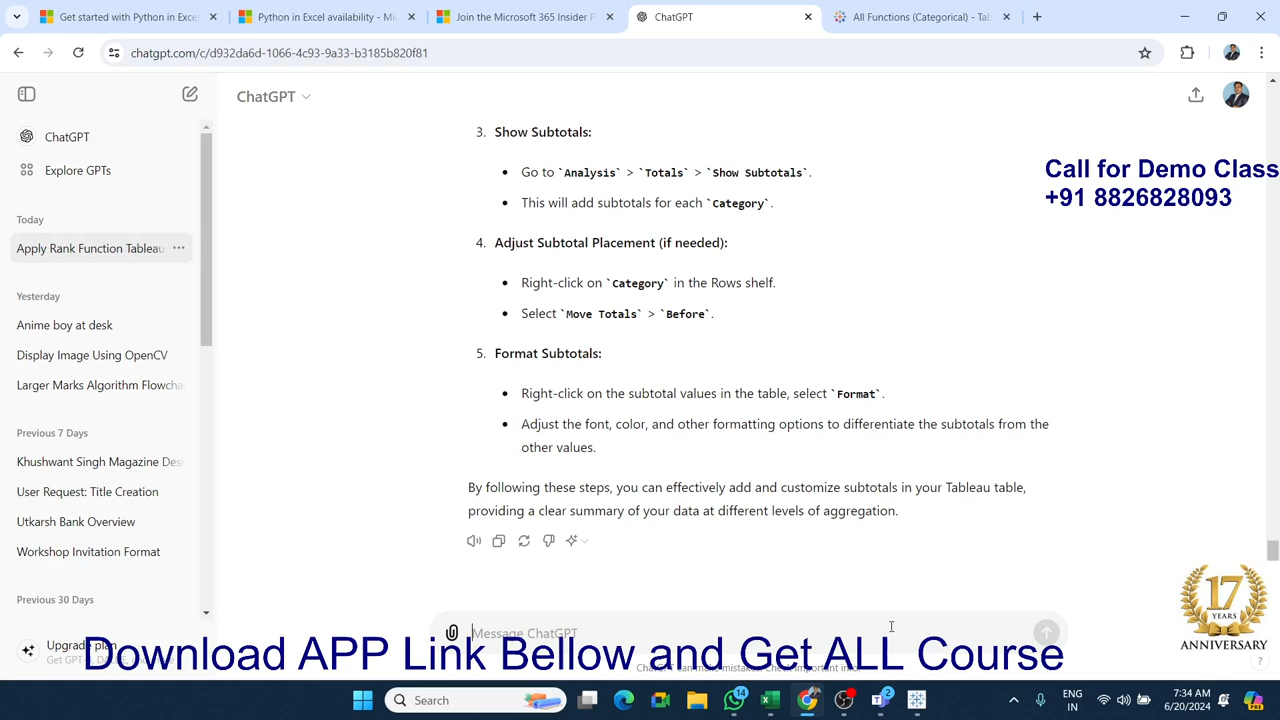 Get started with Python in Excel
Python in Excel availability - Mi
Join the Microsoft 365 Insider P
ChatGPT
All Functions (Categorical) - Tab
chatgpt.com/c/d932da6d-1066-4c93-9a33-b3185b820f81
ChatGPT
ChatGPT
Explore GPTs
Today
Apply Rank Function Tableau
Yesterday
Anime boy at desk
Display Image Using OpenCV
Larger Marks Algorithm Flowcha
Previous 7 Days
Khushwant Singh Magazine Desi
User Request: Title Creation
Utkarsh Bank Overview
Workshop Invitation Format
Previous 30 Days
Upgrade plan
3. Show Subtotals:
Go to `Analysis` > `Totals` > `Show Subtotals`.
This will add subtotals for each `Category`.
4. Adjust Subtotal Placement (if needed):
Right-click on `Category` in the Rows shelf.
Select `Move Totals` > `Before`.
5. Format Subtotals:
Right-click on the subtotal values in the table, select `Format`.
Adjust the font, color, and other formatting options to differentiate the subtotals from the
other values.
By following these steps, you can effectively add and customize subtotals in your Tableau table,
providing a clear summary of your data at different levels of aggregation.
Message ChatGPT
Call for Demo Class
+91 8826828093
17
YEARS
ANNIVERSARY
Download APP Link Bellow and Get ALL Course
?
Search
14
2
ENG
IN
7:34 AM
6/20/2024